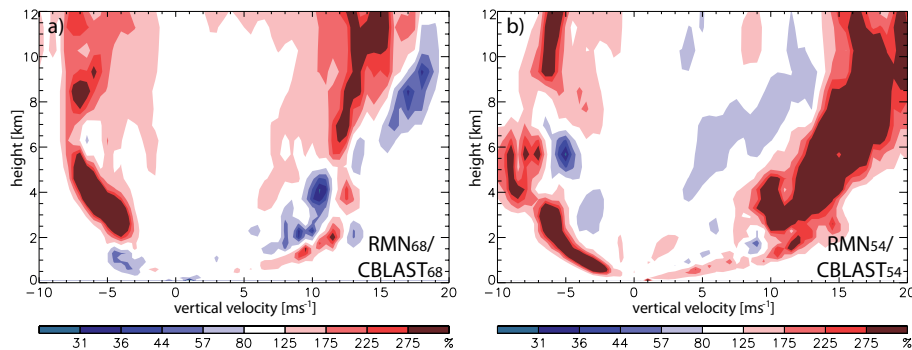 a)
12
10
8
6
4
2
0
height [km]
RMN68/
CBLAST68
−10 −5 0 5 10 15 20
vertical velocity [ms-1]
31 36 44 57 80 125 175 225 275 %
b)
12
10
8
6
4
2
0
height [km]
RMN54/
CBLAST54
−10 −5 0 5 10 15 20
vertical velocity [ms-1]
31 36 44 57 80 125 175 225 275 %